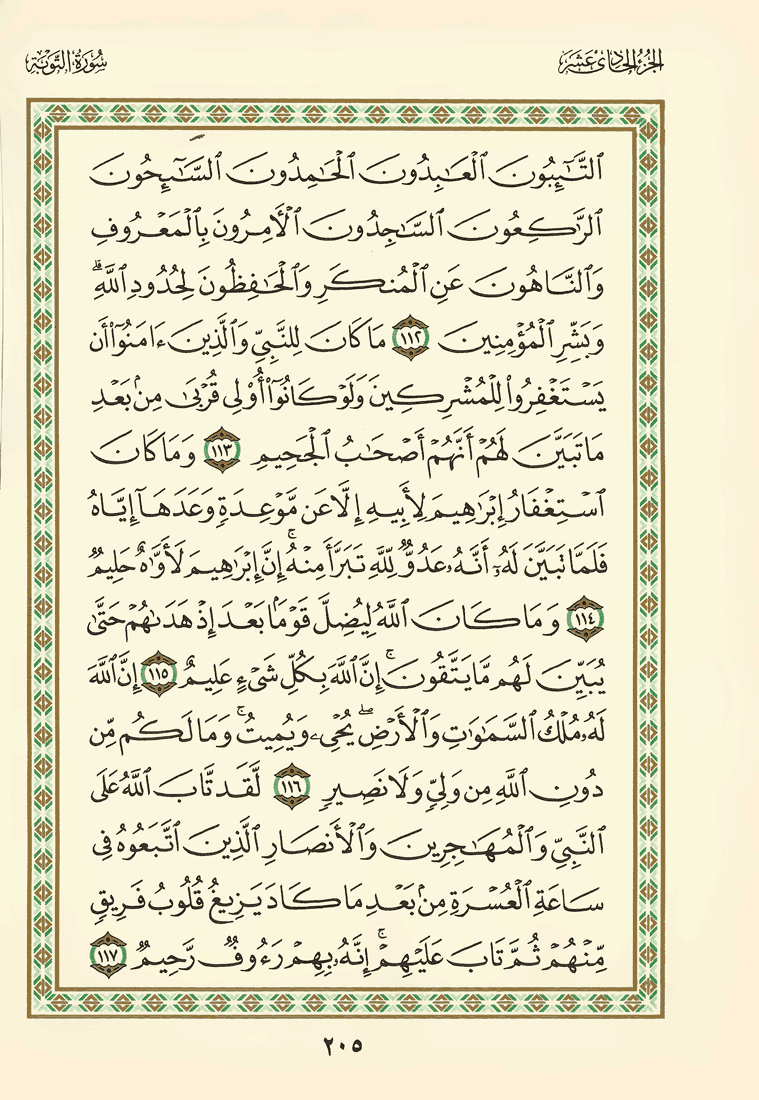 الجزء الحادي عشر
سورة التوبة
ٱلتَّٰٓئِبُونَ ٱلْعَٰبِدُونَ ٱلْحَٰمِدُونَ ٱلسَّٰٓئِحُونَ
ٱلرَّٰكِعُونَ ٱلسَّٰجِدُونَ ٱلْءَامِرُونَ بِٱلْمَعْرُوفِ
وَٱلنَّاهُونَ عَنِ ٱلْمُنكَرِ وَٱلْحَٰفِظُونَ لِحُدُودِ ٱللَّهِۗ
وَبَشِّرِ ٱلْمُؤْمِنِينَ ١١٢ مَا كَانَ لِلنَّبِيِّ وَٱلَّذِينَ ءَامَنُوٓا۟ أَن
يَسْتَغْفِرُوا۟ لِلْمُشْرِكِينَ وَلَوْ كَانُوٓا۟ أُو۟لِى قُرْبَىٰ مِنۢ بَعْدِ
مَا تَبَيَّنَ لَهُمْ أَنَّهُمْ أَصْحَٰبُ ٱلْجَحِيمِ ١١٣ وَمَا كَانَ
ٱسْتِغْفَارُ إِبْرَٰهِيمَ لِأَبِيهِ إِلَّا عَن مَّوْعِدَةٍ وَعَدَهَآ إِيَّاهُ
فَلَمَّا تَبَيَّنَ لَهُۥٓ أَنَّهُۥ عَدُوٌّ لِّلَّهِ تَبَرَّأَ مِنْهُۚ إِنَّ إِبْرَٰهِيمَ لَأَوَّٰهٌ حَلِيمٌ
١١٤ وَمَا كَانَ ٱللَّهُ لِيُضِلَّ قَوْمًۢا بَعْدَ إِذْ هَدَىٰهُمْ حَتَّىٰ
يُبَيِّنَ لَهُم مَّا يَتَّقُونَۚ إِنَّ ٱللَّهَ بِكُلِّ شَىْءٍ عَلِيمٌ ١١٥ إِنَّ ٱللَّهَ
لَهُۥ مُلْكُ ٱلسَّمَٰوَٰتِ وَٱلْأَرْضِۖ يُحْىِۦ وَيُمِيتُۚ وَمَا لَكُم مِّن
دُونِ ٱللَّهِ مِن وَلِىٍّ وَلَا نَصِيرٍ ١١٦ لَّقَد تَّابَ ٱللَّهُ عَلَى
ٱلنَّبِىِّ وَٱلْمُهَٰجِرِينَ وَٱلْأَنصَارِ ٱلَّذِينَ ٱتَّبَعُوهُ فِى
سَاعَةِ ٱلْعُسْرَةِ مِنۢ بَعْدِ مَا كَادَ يَزِيغُ قُلُوبُ فَرِيقٍ
مِّنْهُمْ ثُمَّ تَابَ عَلَيْهِمْۚ إِنَّهُۥ بِهِمْ رَءُوفٌ رَّحِيمٌ ١١٧
٢٠٥